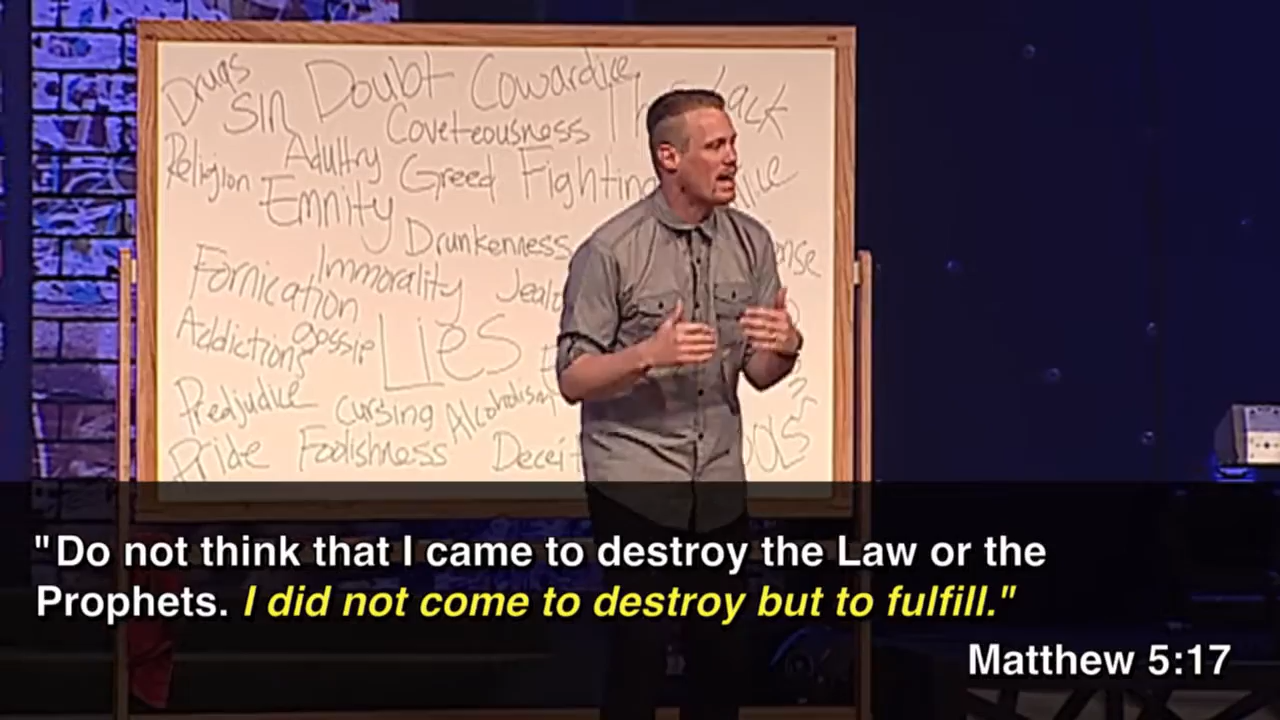 Drugs Doubt Cowardice
Sin Coveteousness
Religion Adultry Greed Fighting
Emnity
Drunkenness
Fornication Immorality
Addictions gossip Lies
Preajudice cursing Alcoholism
Pride Foolishness Deceit
"Do not think that I came to destroy the Law or the
Prophets. I did not come to destroy but to fulfill."
Matthew 5:17